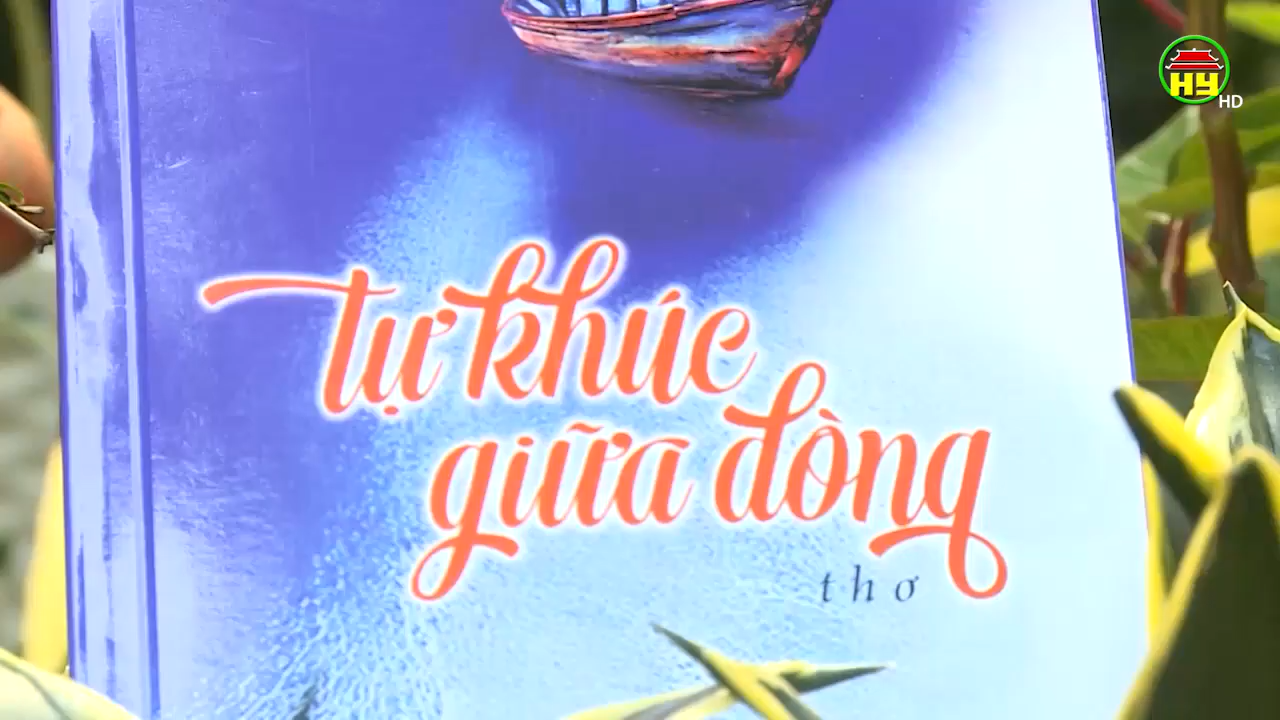 HY
HD
tự khúc
giữa dòng
thơ